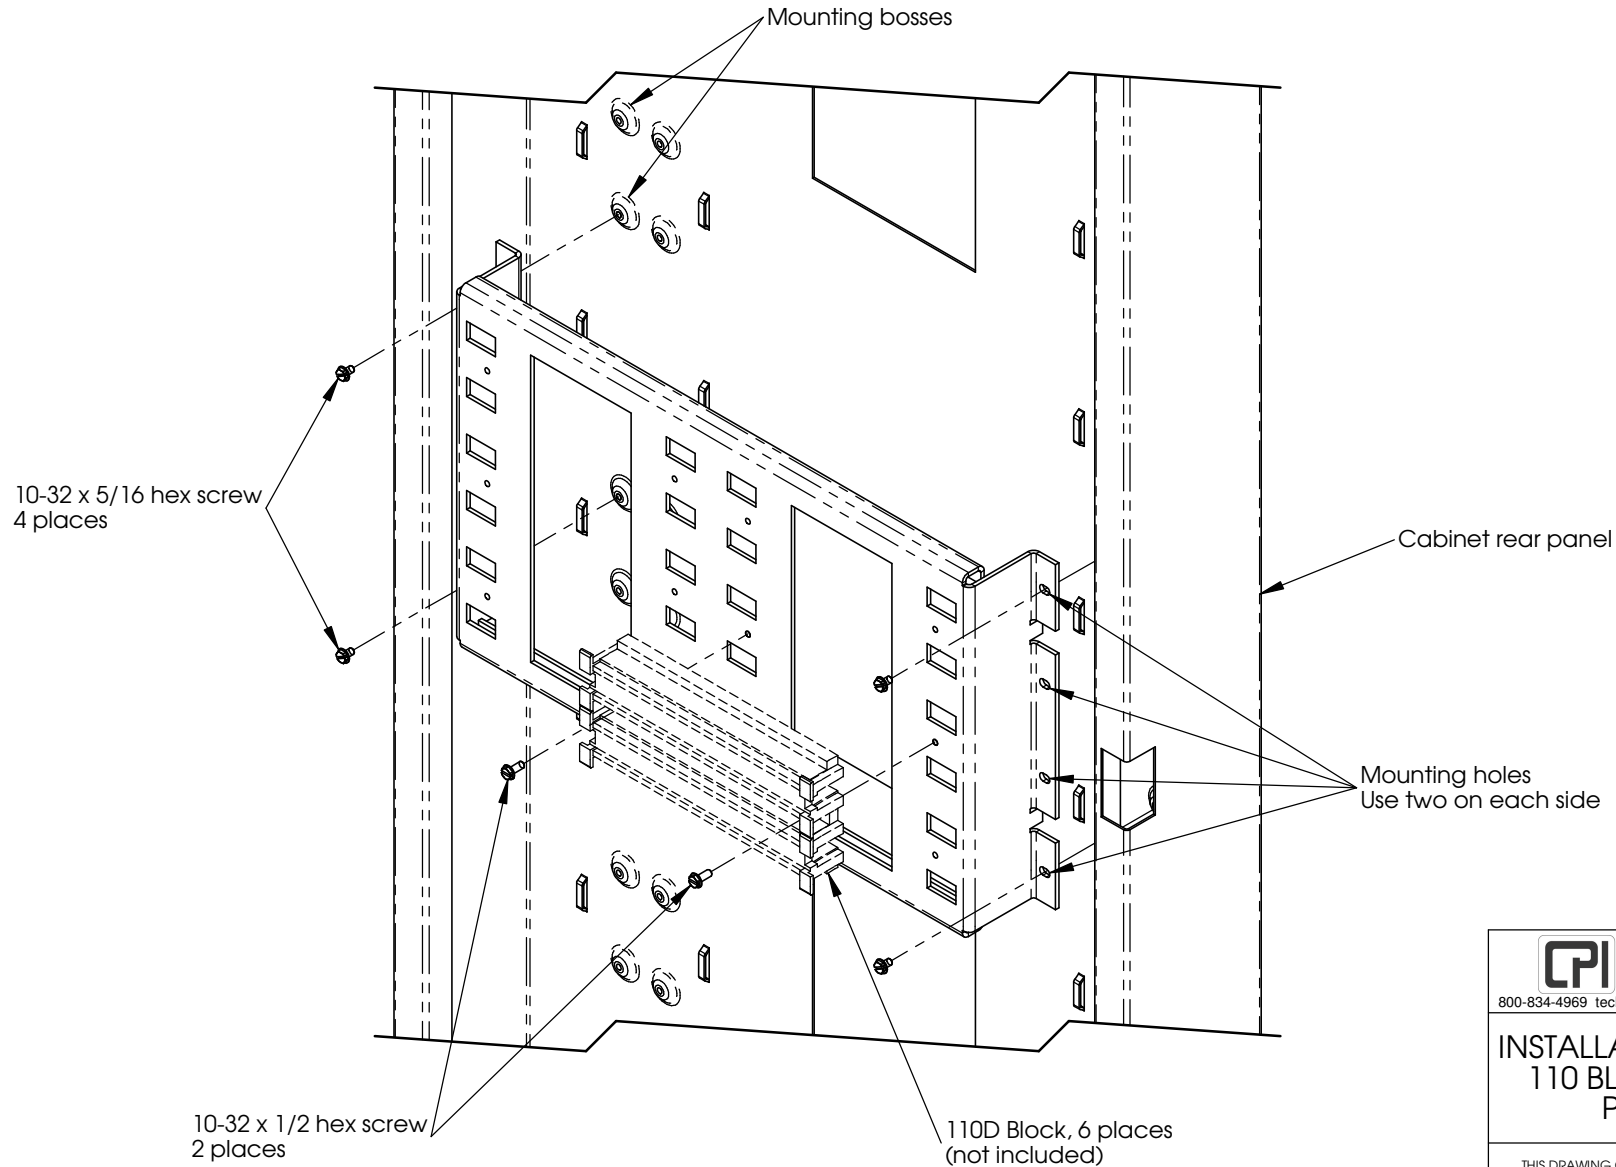 Mounting bosses
10-32 x 5/16 hex screw
4 places
Cabinet rear panel
Mounting holes
Use two on each side
10-32 x 1/2 hex screw
2 places
110D Block, 6 places
(not included)
CPI
800-834-4969
110
THIS DRAWING